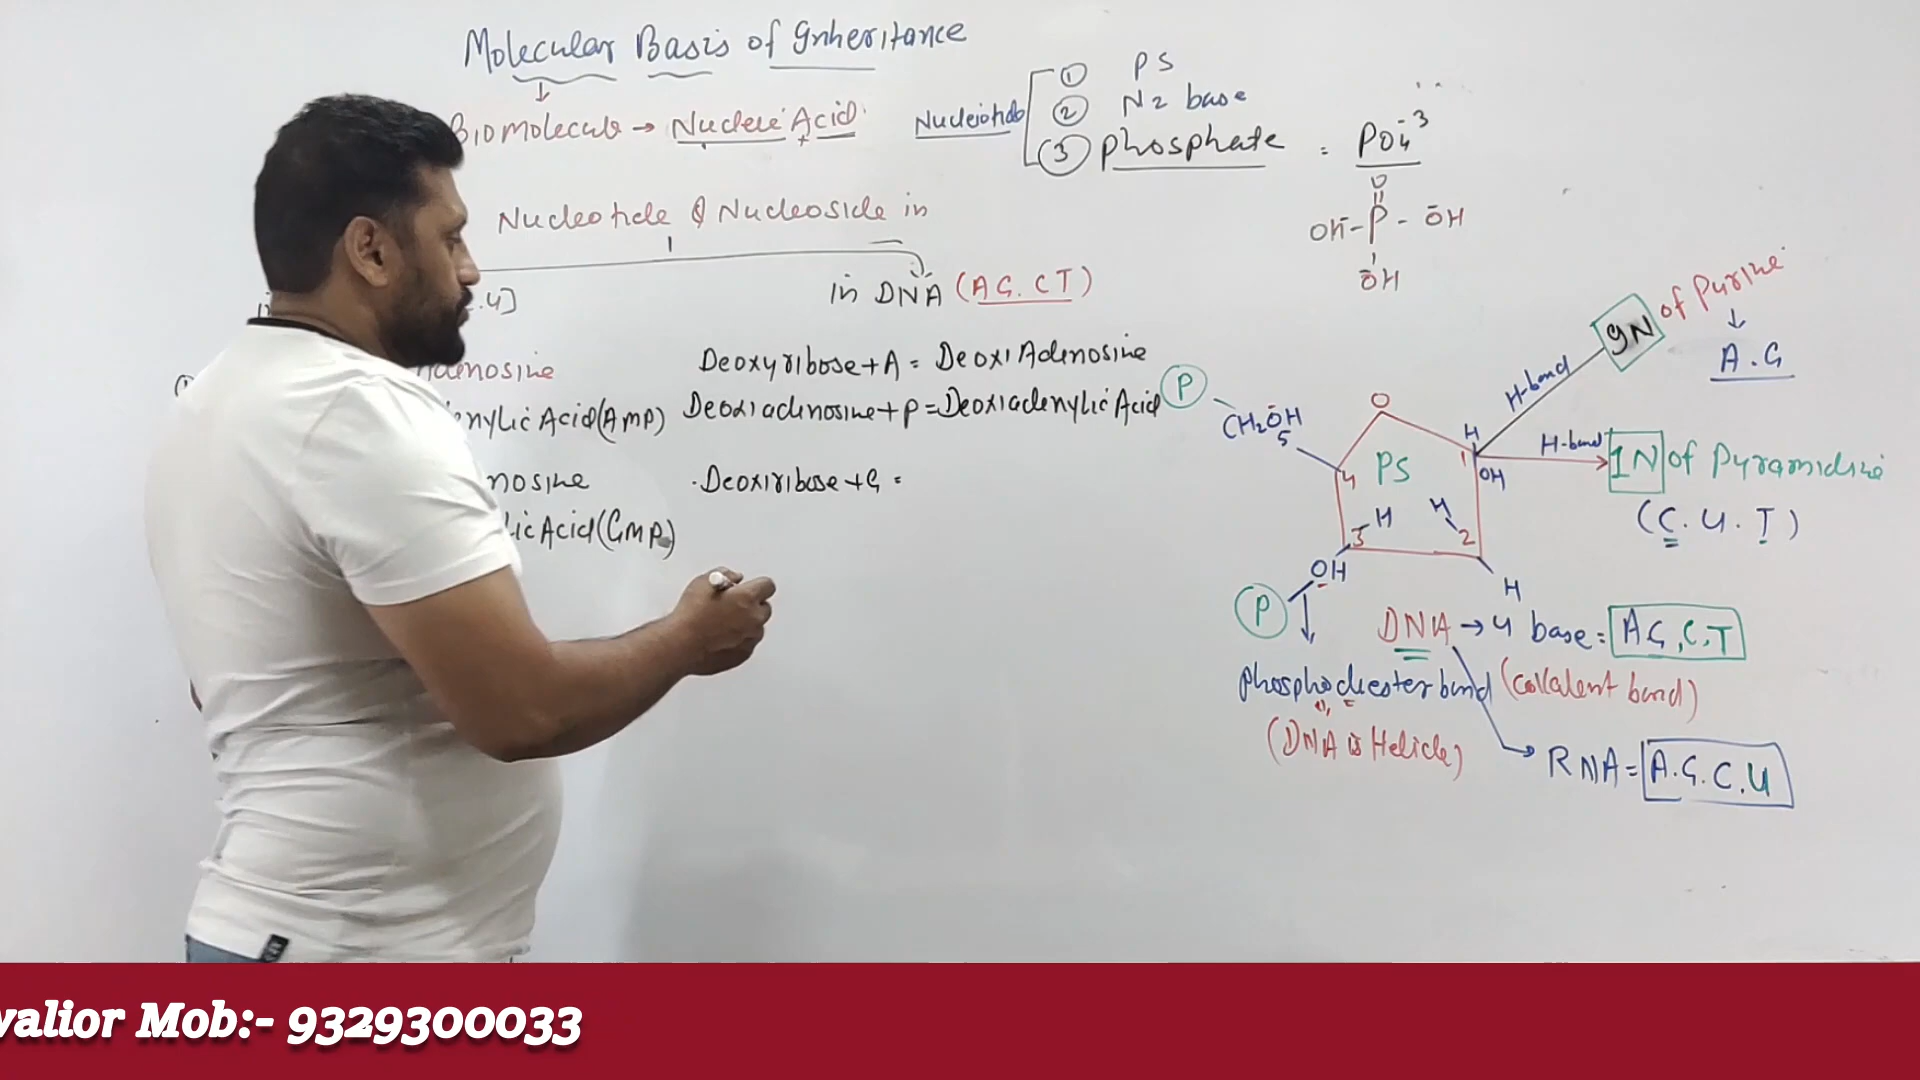 Molecular Basis of Inheritance
Biomolecule → Nucleic Acid
Nucleotide
① PS
② N2 base
③ Phosphate = PO4-3
O
OH-P-OH
OH
Nucleotide & Nucleoside in
in DNA (A G. C T)
.U]
denosine
enylic Acid (AMP)
nosine
lic Acid (GMP)
Deoxyribose + A = Deoxi Adenosine
Deoxiadenosine + P = Deoxiadenylic Acid
Deoxiribose + G =
P
CH2OH
5
O
PS
4
1
H
OH
3
H
H
2
OH
H
P
H-bond
9N of Purine
A . G
H-bond
1N of Pyramidine
(C. U. T)
DNA → 4 base = A G, C, T
Phosphodiester bond (covalent bond)
(DNA is Helicle)
RNA = A. G. C. U
valior Mob:- 9329300033